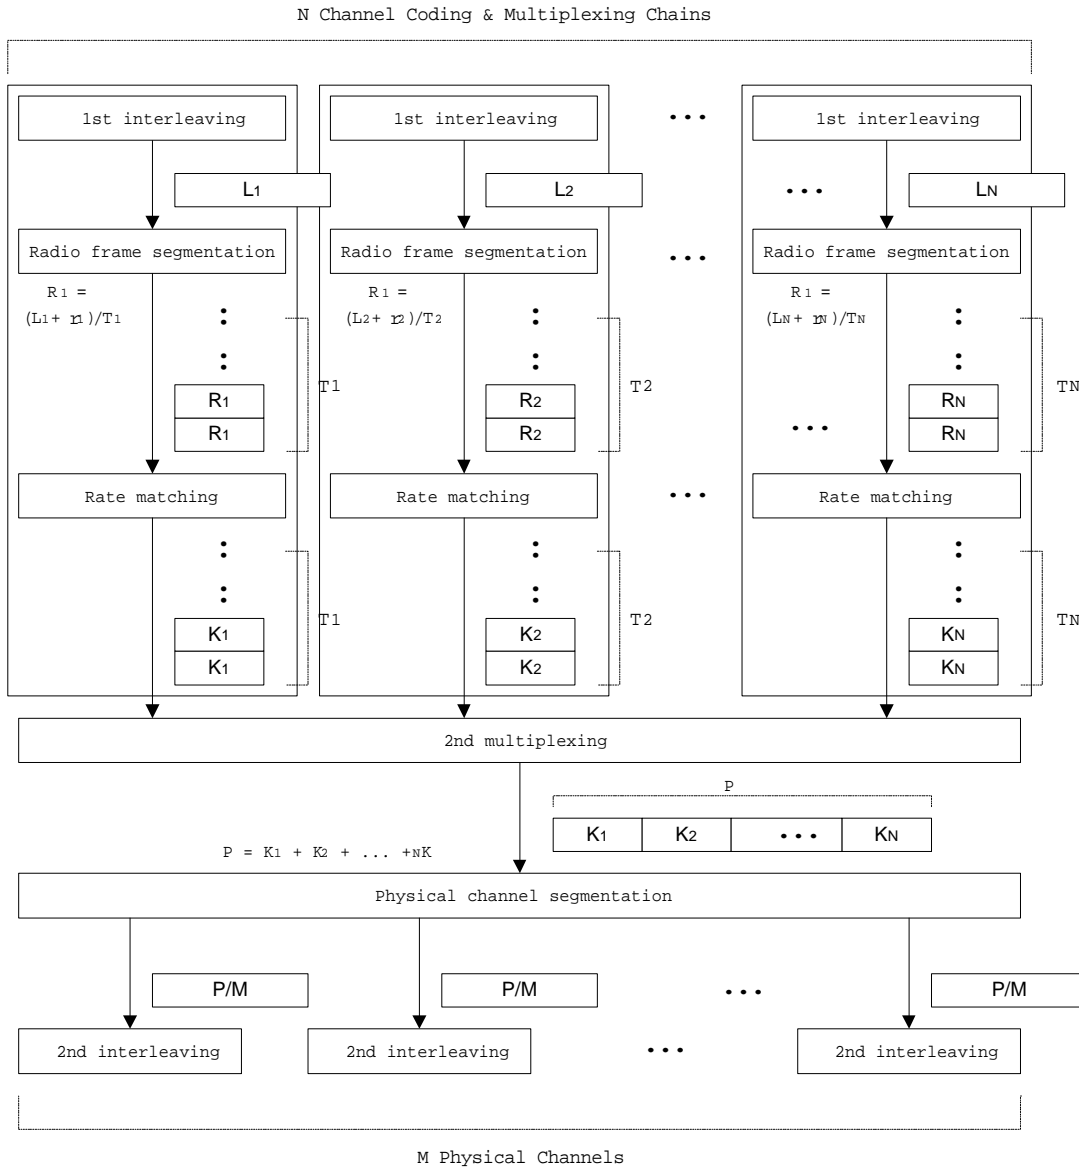 N Channel Coding & Multiplexing Chains
1st interleaving 1st interleaving ... 1st interleaving
L1 L2 ... LN
Radio frame segmentation Radio frame segmentation ... Radio frame segmentation
R1 = R1 = R1 =
(L1+ r1)/T1 (L2+ r2)/T2 (LN+ rN)/TN
T1 T2 TN
R1 R2 RN
R1 R2 ... RN
Rate matching Rate matching ... Rate matching
T1 T2 TN
K1 K2 KN
K1 K2 KN
2nd multiplexing
P
K1 K2 ... KN
P = K1 + K2 + ... +NK
Physical channel segmentation
P/M P/M ... P/M
2nd interleaving 2nd interleaving ... 2nd interleaving
M Physical Channels